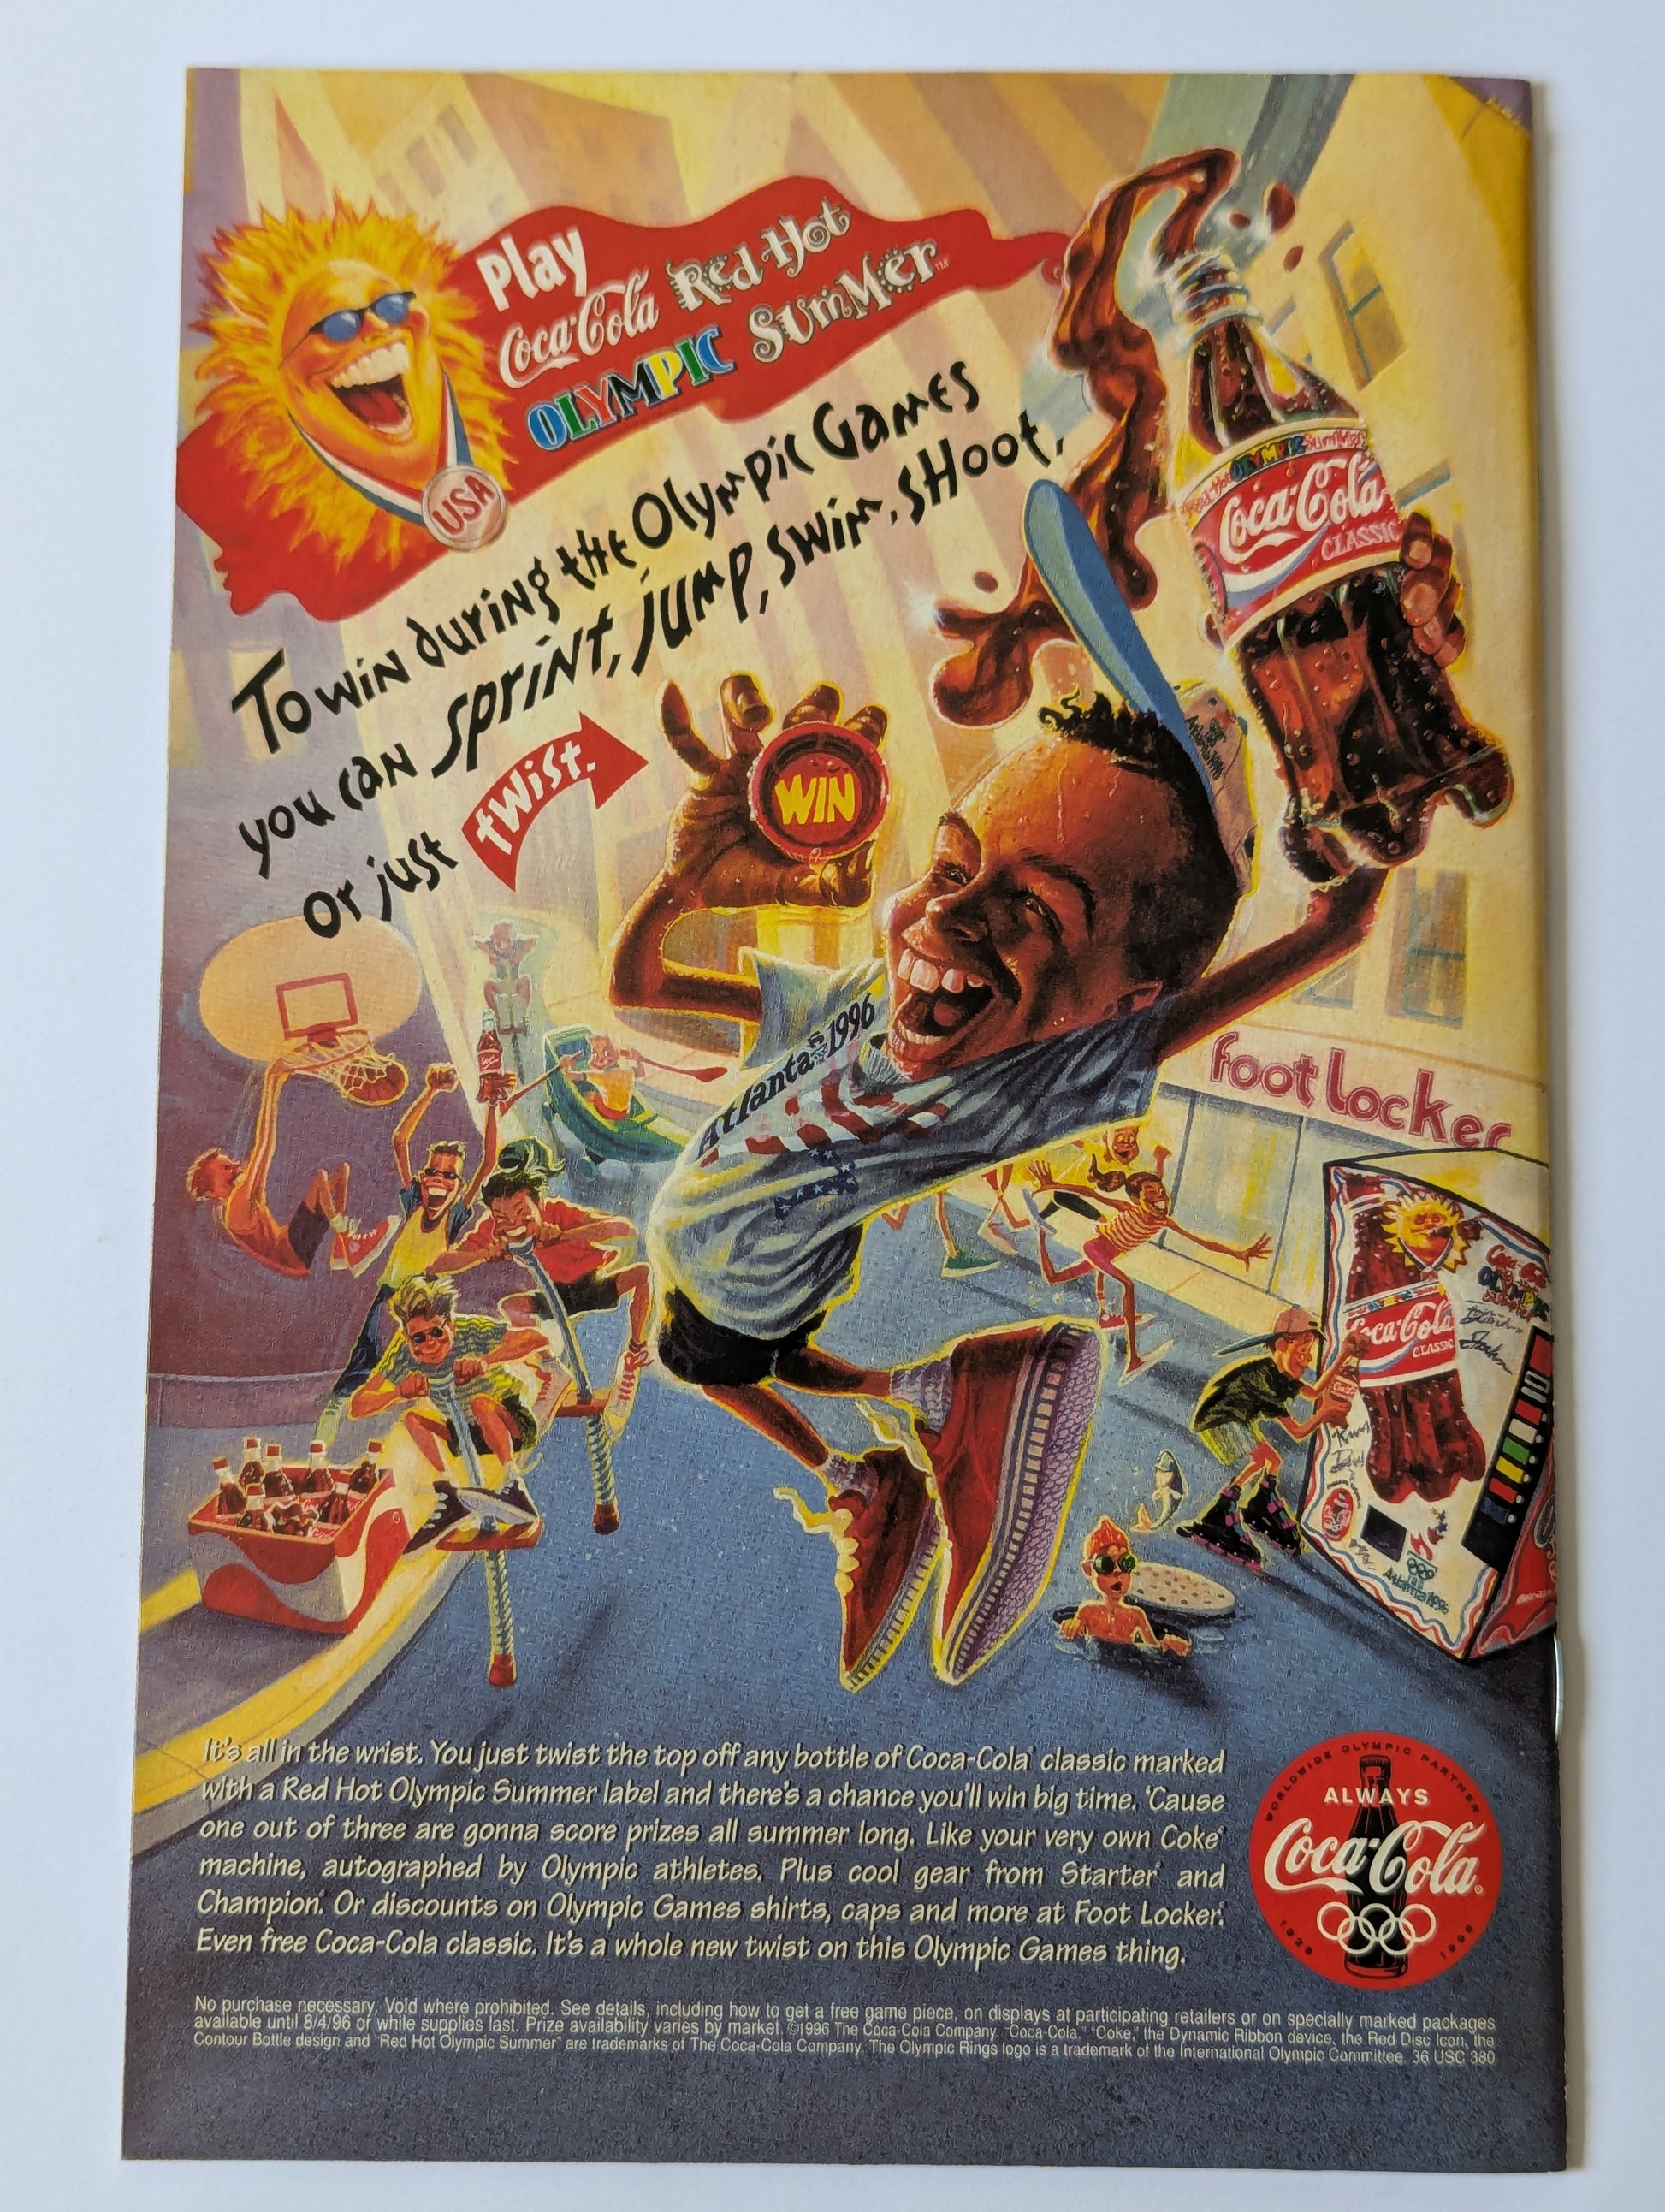 Play
Coca-Cola Red Hot
OLYMPIC SUMMER™
USA
To win during the Olympic Games
you can sprint, jump, swim, shoot.
Or just twist.
WIN
Red Hot OLYMPIC Summer
Coca-Cola
CLASSIC
Atlanta 1996
Atlanta 1996
foot Locker
Coca-Cola
CLASSIC
Atlanta 1996
It's all in the wrist. You just twist the top off any bottle of Coca-Cola® classic marked
with a Red Hot Olympic Summer label and there's a chance you'll win big time. 'Cause
one out of three are gonna score prizes all summer long. Like your very own Coke®
machine, autographed by Olympic athletes. Plus cool gear from Starter® and
Champion®. Or discounts on Olympic Games shirts, caps and more at Foot Locker®.
Even free Coca-Cola classic. It's a whole new twist on this Olympic Games thing.
WORLDWIDE OLYMPIC PARTNER
ALWAYS
Coca-Cola®
1928 1996
No purchase necessary. Void where prohibited. See details, including how to get a free game piece, on displays at participating retailers or on specially marked packages
available until 8/4/96 or while supplies last. Prize availability varies by market. ©1996 The Coca-Cola Company. "Coca-Cola," "Coke," the Dynamic Ribbon device, the Red Disc Icon, the
Contour Bottle design and "Red Hot Olympic Summer" are trademarks of The Coca-Cola Company. The Olympic Rings logo is a trademark of the International Olympic Committee. 36 USC 380